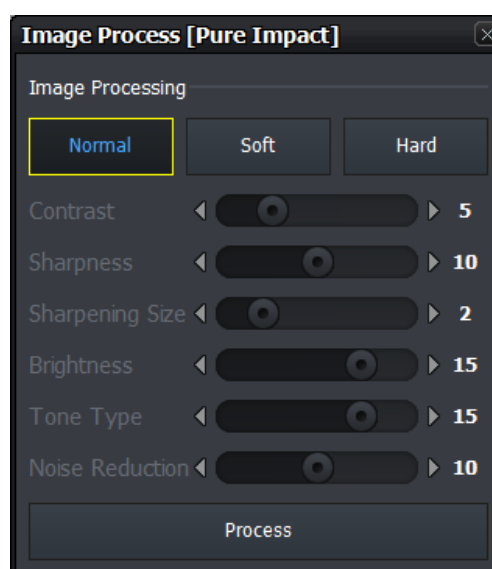 Image Process [Pure Impact]
Image Processing
Normal Soft Hard
Contrast 5
Sharpness 10
Sharpening Size 2
Brightness 15
Tone Type 15
Noise Reduction 10
Process